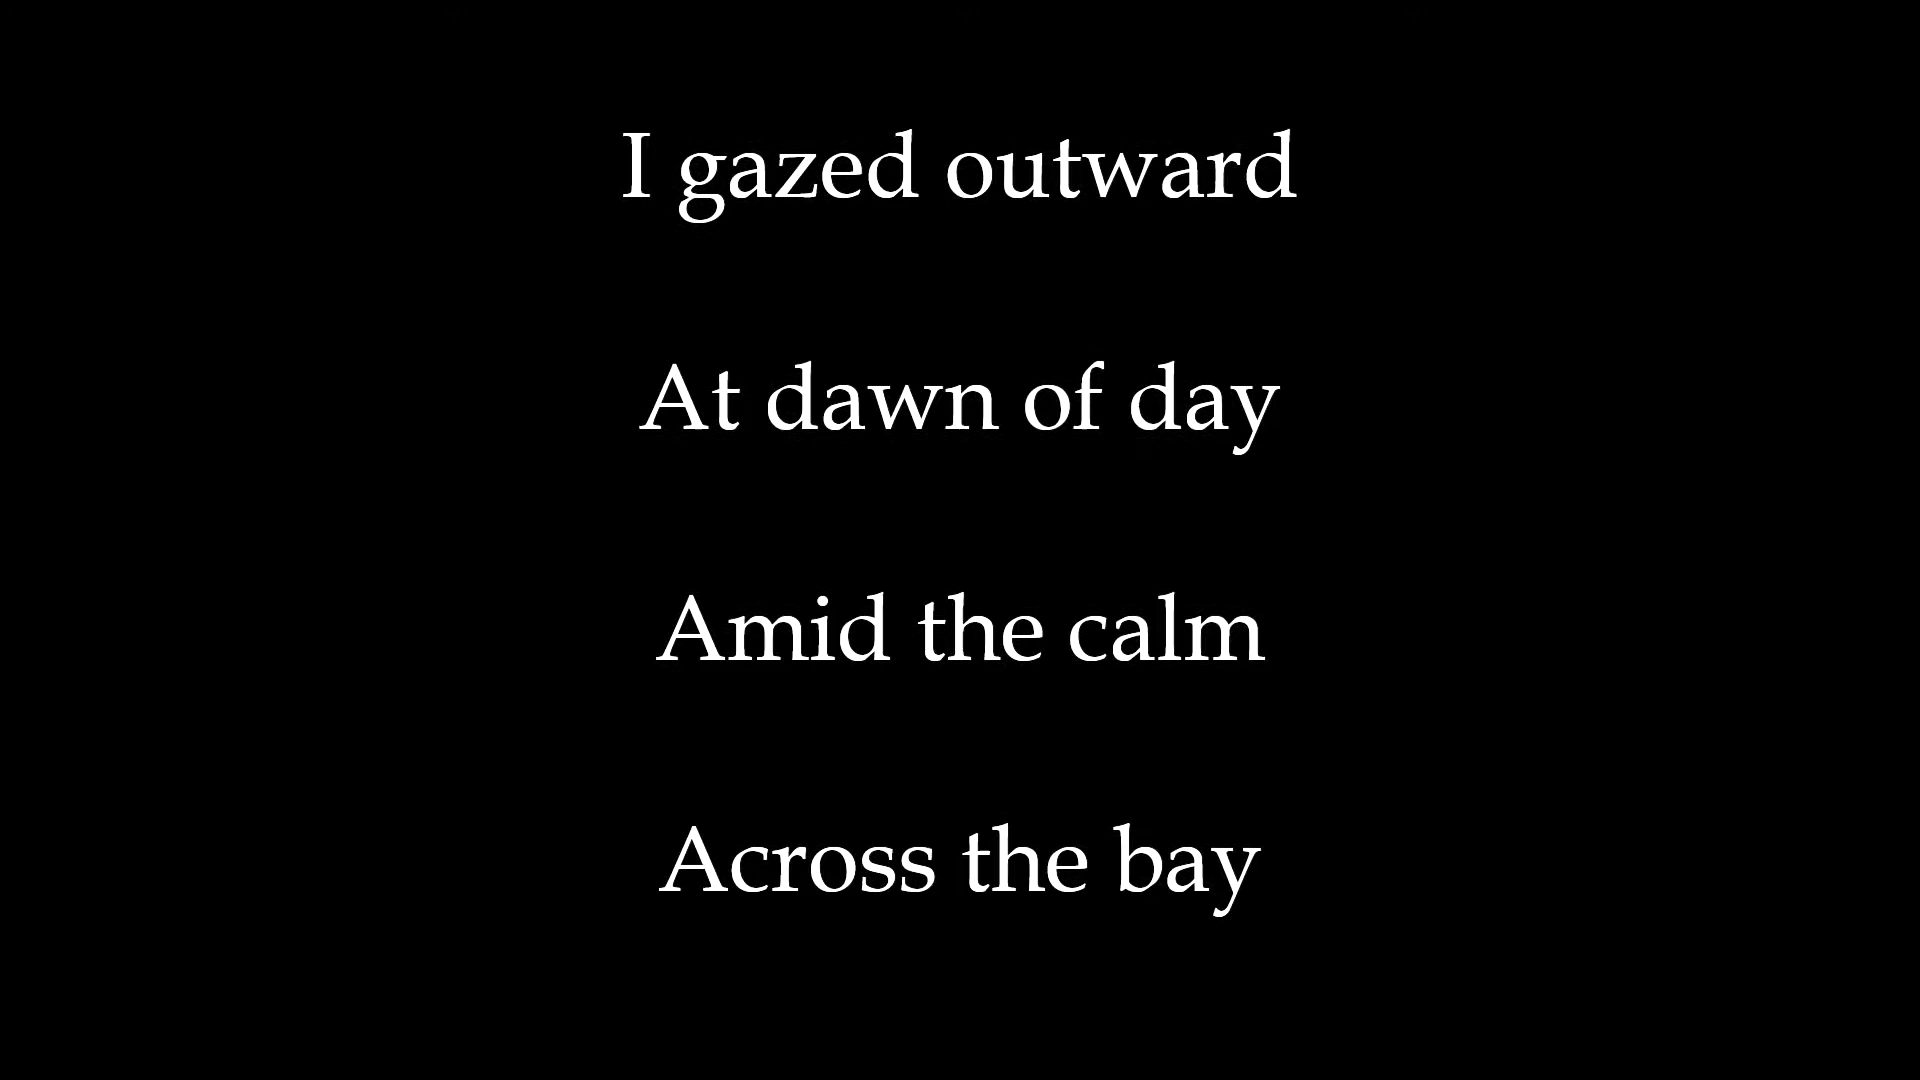 I gazed outward
At dawn of day
Amid the calm
Across the bay